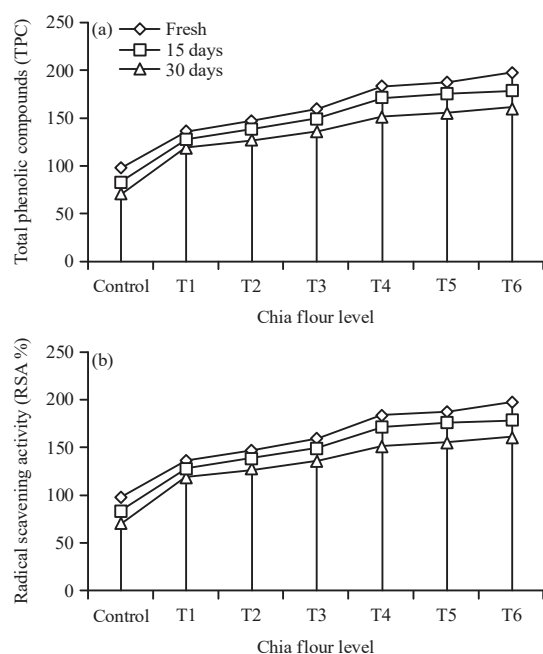 (a)
Fresh
15 days
30 days
Total phenolic compounds (TPC)
250
200
150
100
50
0
Control T1 T2 T3 T4 T5 T6
Chia flour level
(b)
Radical scavening activity (RSA %)
250
200
150
100
50
0
Control T1 T2 T3 T4 T5 T6
Chia flour level